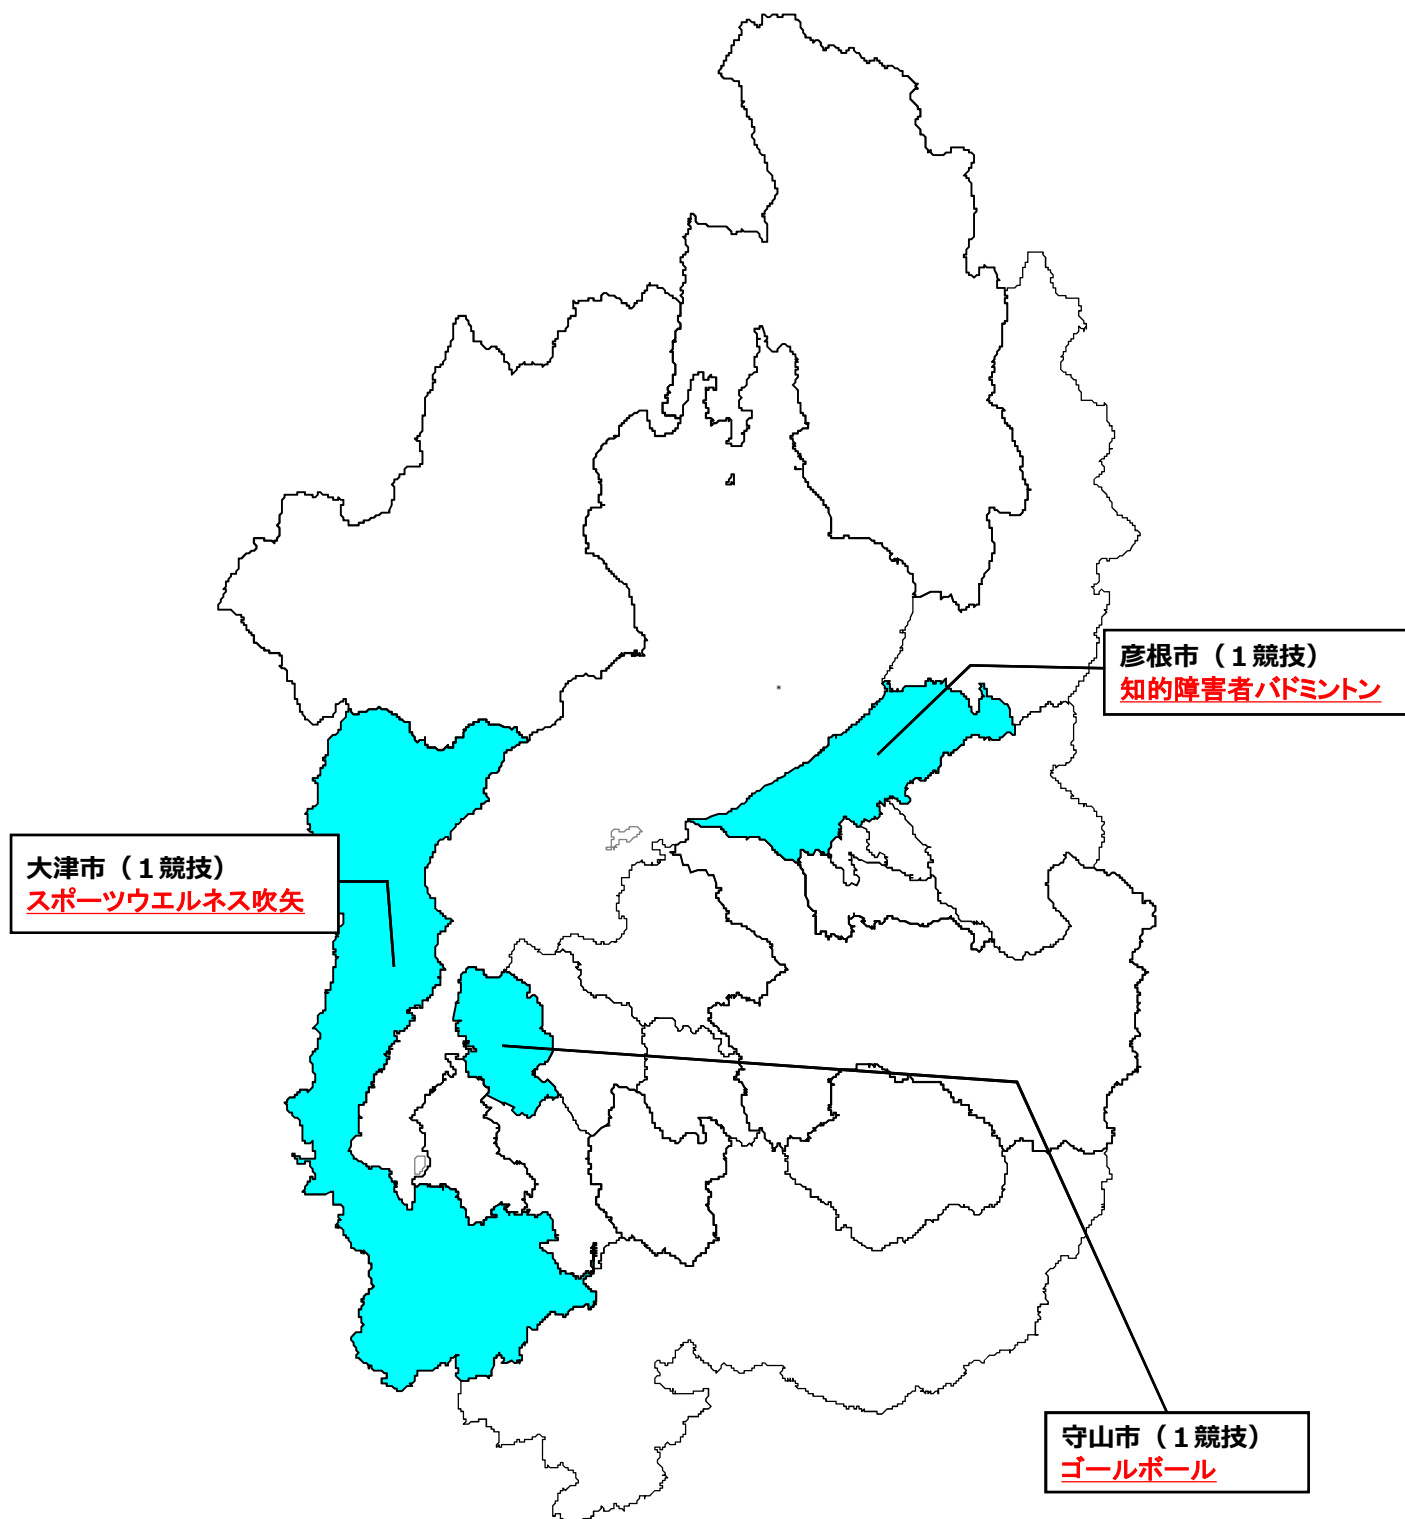 彦根市（１競技）
知的障害者バドミントン
大津市（１競技）
スポーツウエルネス吹矢
守山市（１競技）
ゴールボール